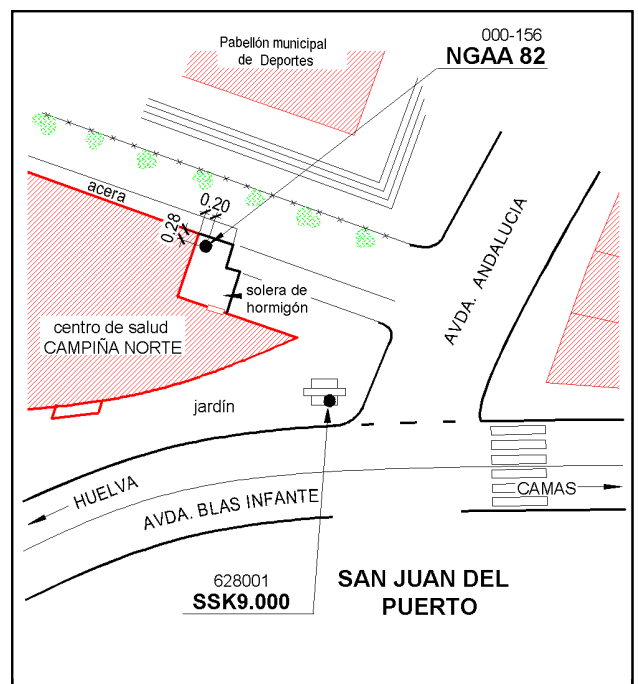 000-156
NGAA 82
Pabellón municipal
de Deportes
acera
0.20
0.28
AVDA. ANDALUCIA
solera de
hormigón
centro de salud
CAMPIÑA NORTE
jardín
HUELVA
AVDA. BLAS INFANTE
CAMAS
628001
SSK9.000
SAN JUAN DEL
PUERTO